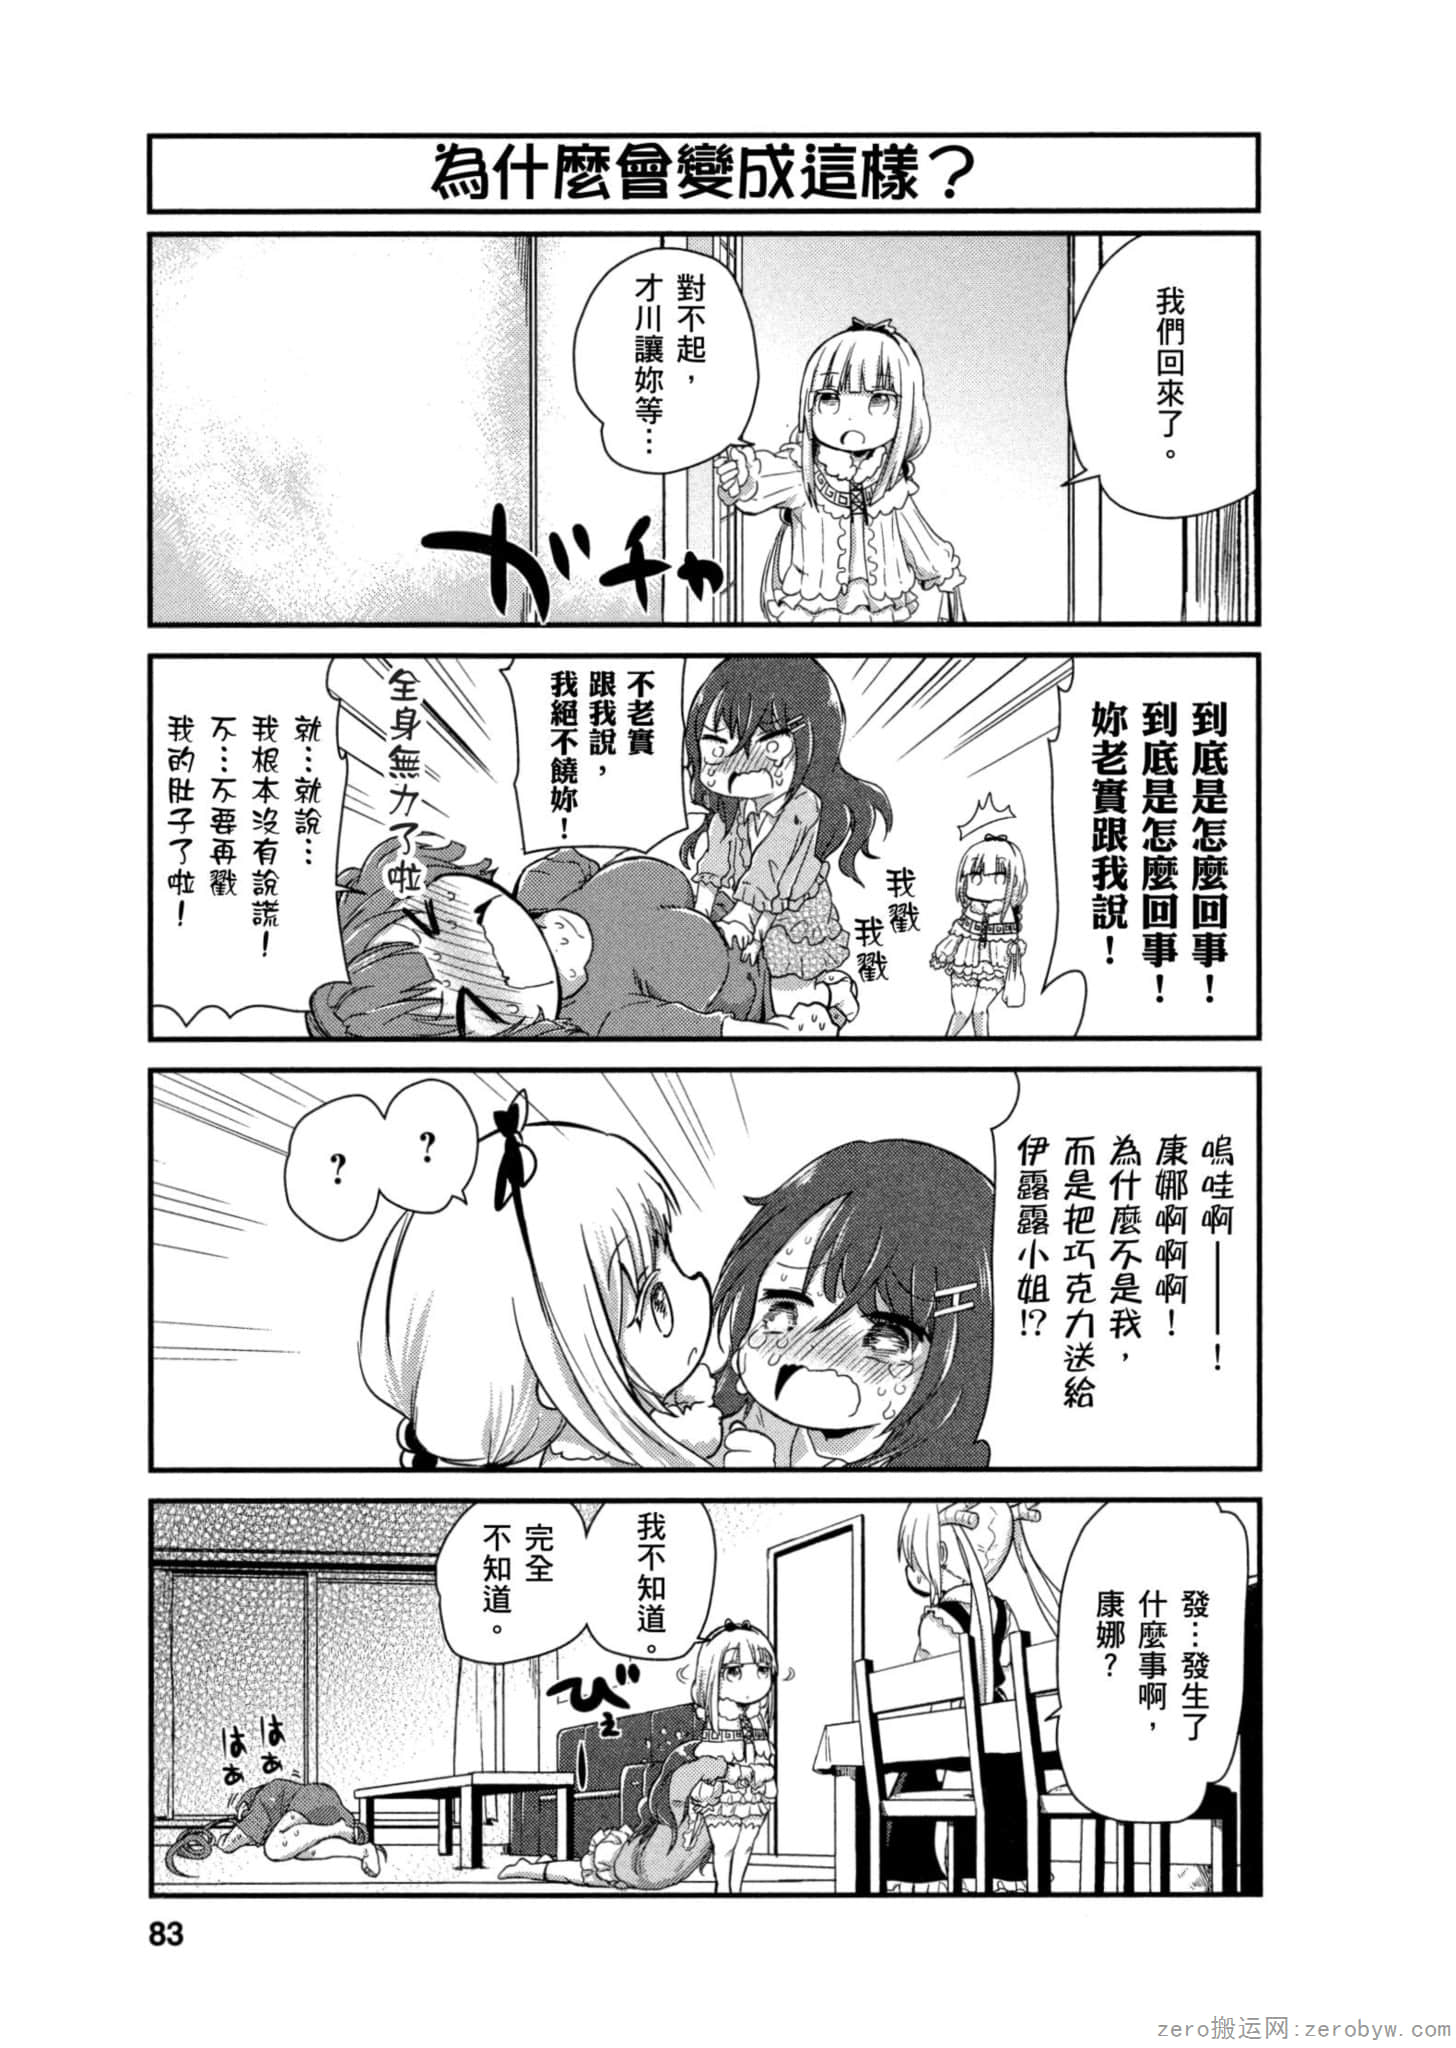 為什麼會變成這樣？
我們回來了。
對不起，
才川讓妳等…
ガチャ
到底是怎麼回事！
到底是怎麼回事！
妳老實跟我說！
不老實
跟我說，
我絕不饒妳！
我戳
我戳
全身無力了啦
就…就說…
我根本沒有說謊！
不…不要再戳
我的肚子了啦！
嗚哇啊——！
康娜啊啊啊！
為什麼不是我，
而是把巧克力送給
伊露露小姐!?
？
？
發…發生了
什麼事啊，
康娜？
我不知道。
完全
不知道。
びぇー
はぁ
はぁ
83
zero搬运网:zerobyw.com